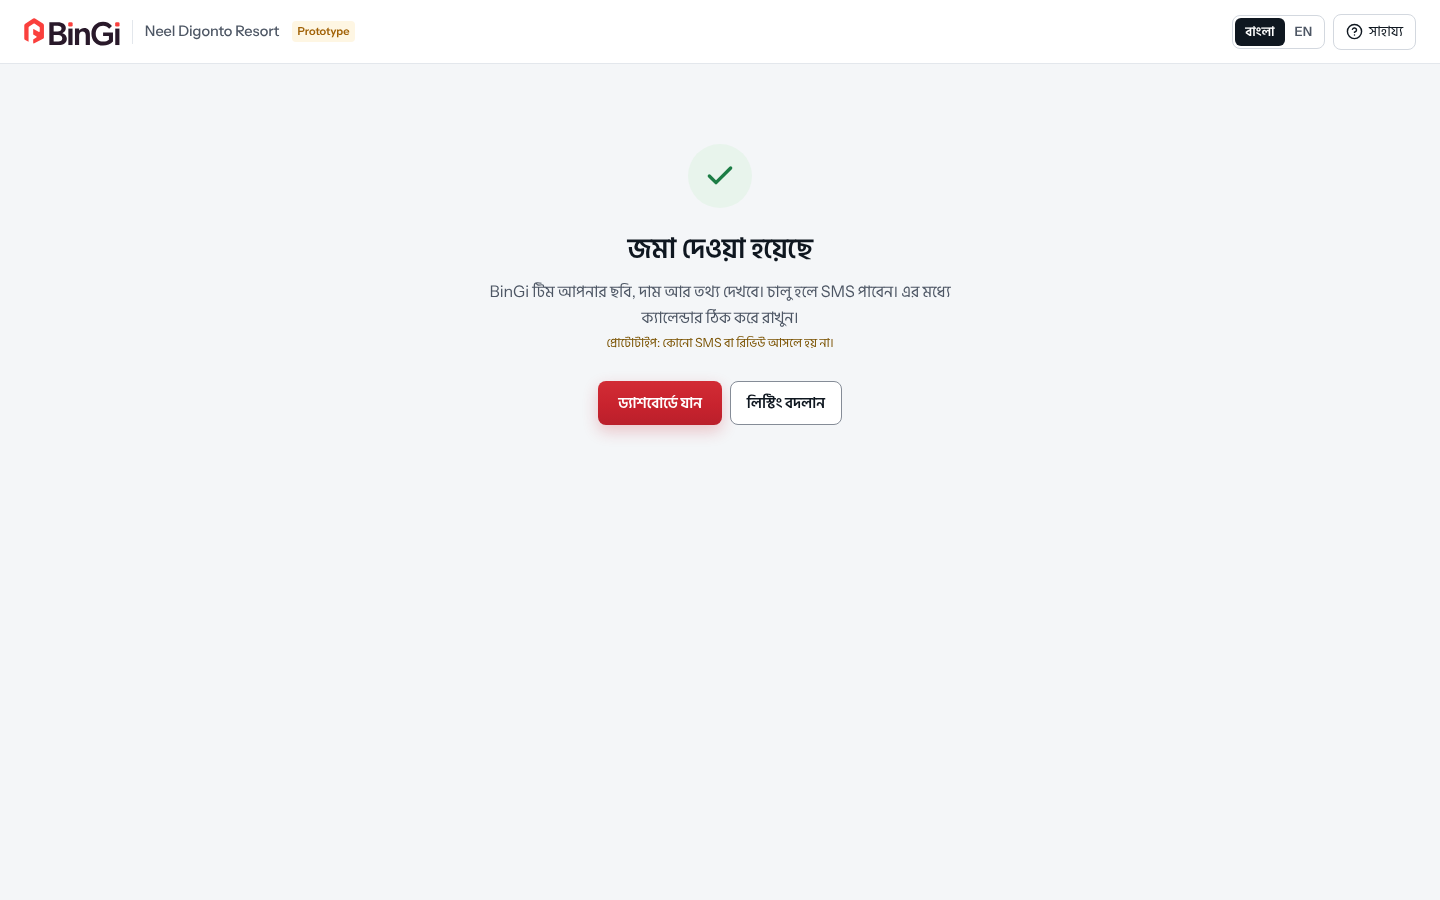 BinGi
Neel Digonto Resort
Prototype
বাংলা
EN
সাহায্য
জমা দেওয়া হয়েছে
BinGi টিম আপনার ছবি, দাম আর তথ্য দেখবে। চালু হলে SMS পাবেন। এর মধ্যে
ক্যালেন্ডার ঠিক করে রাখুন।
প্রোটোটাইপ: কোনো SMS বা রিভিউ আসলে হয় না।
ড্যাশবোর্ডে যান
লিস্টিং বদলান